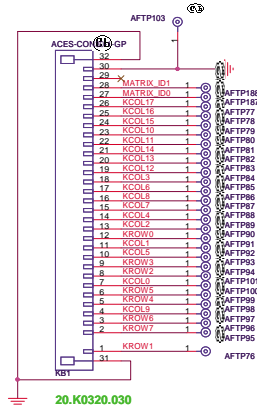 AFTP103
1
32
30
29
28 MATRIX_ID1 1 AFTP188
27 MATRIX_ID0 1 AFTP187
26 KCOL17 1 AFTP77
25 KCOL16 1 AFTP78
24 KCOL15 1 AFTP79
23 KCOL10 1 AFTP80
22 KCOL11 1 AFTP81
21 KCOL14 1 AFTP82
20 KCOL13 1 AFTP83
19 KCOL12 1 AFTP84
18 KCOL3 1 AFTP85
17 KCOL6 1 AFTP86
16 KCOL8 1 AFTP87
15 KCOL7 1 AFTP88
14 KCOL4 1 AFTP89
13 KCOL2 1 AFTP90
12 KROW0 1 AFTP91
11 KCOL1 1 AFTP92
10 KCOL5 1 AFTP93
9 KROW3 1 AFTP94
8 KROW2 1 AFTP101
7 KCOL0 1 AFTP100
6 KROW5 1 AFTP99
5 KROW4 1 AFTP98
4 KCOL9 1 AFTP97
3 KROW6 1 AFTP96
2 KROW7 1 AFTP95
1 KROW1 1 AFTP76
31
KB1
20.K0320.030